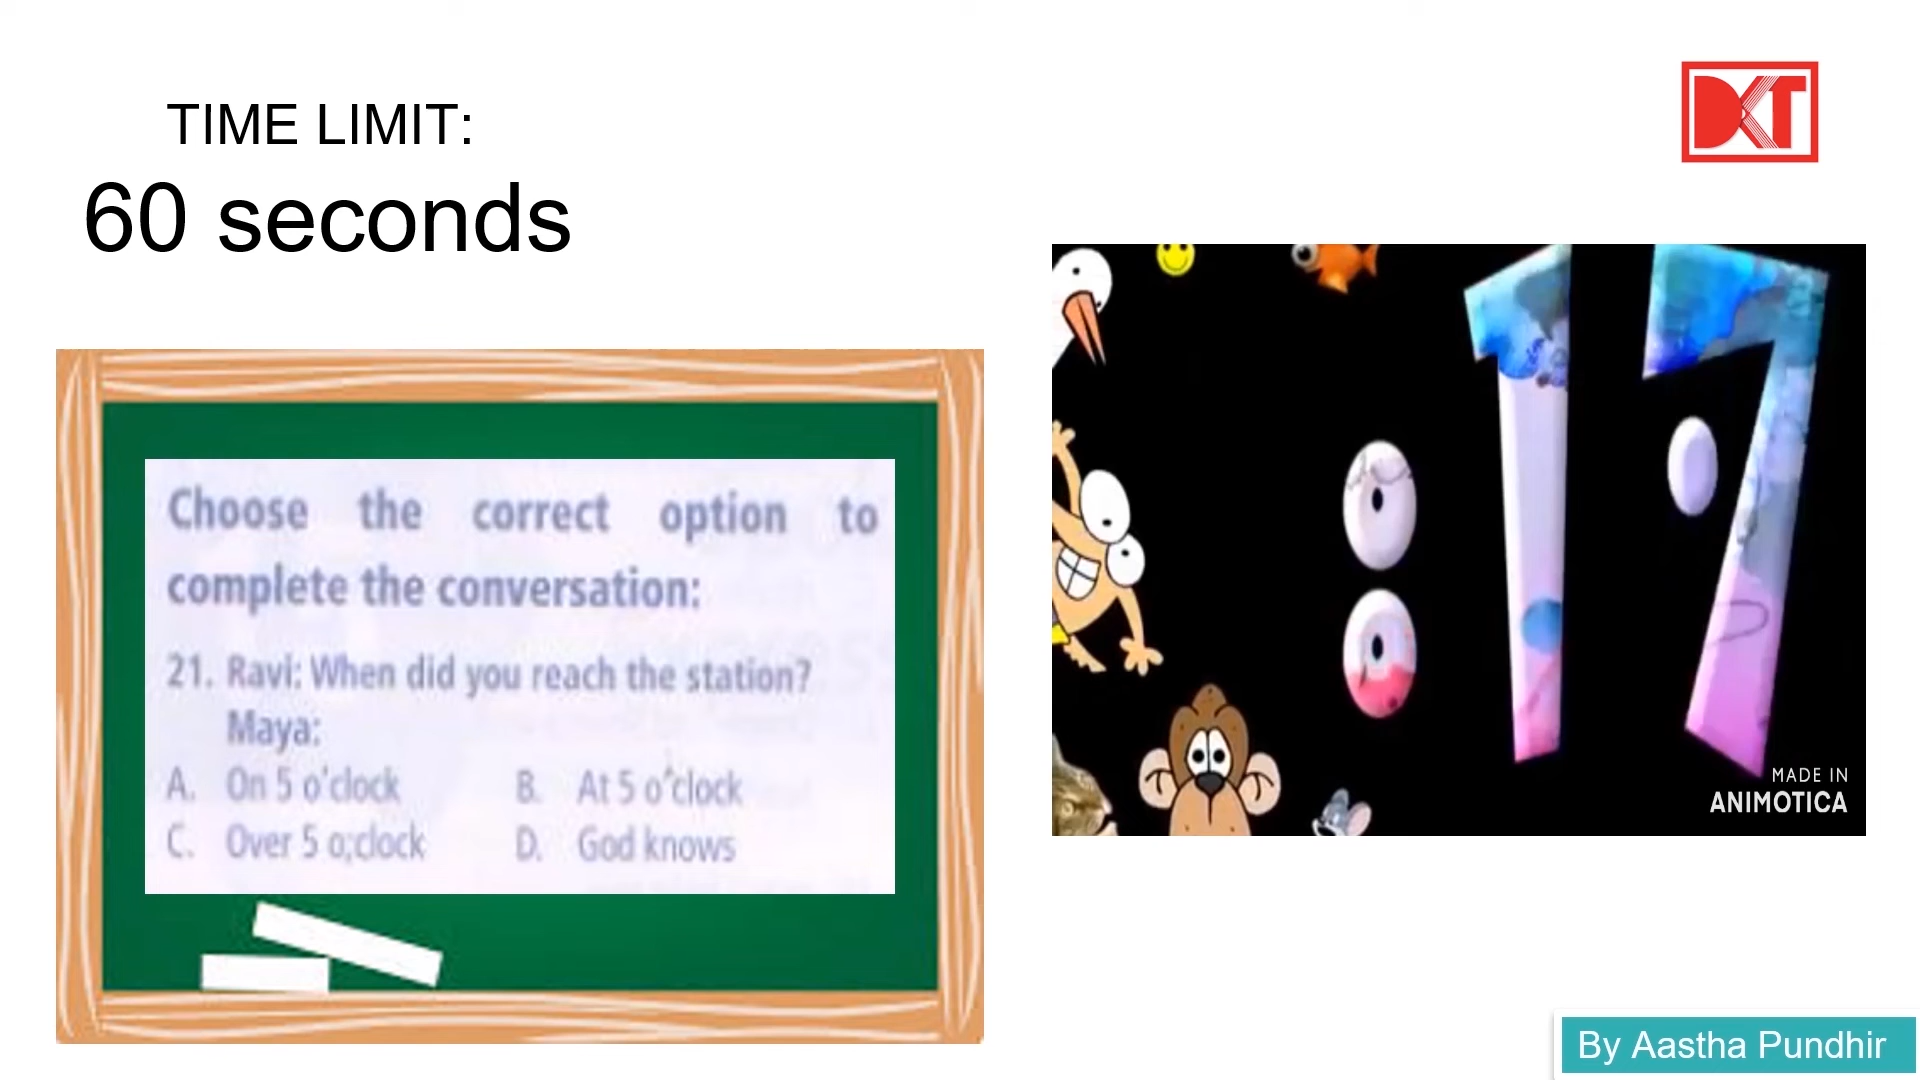 TIME LIMIT:
60 seconds
DKT
Choose the correct option to
complete the conversation:
21. Ravi: When did you reach the station?
Maya:
A. On 5 o'clock B. At 5 o'clock
C. Over 5 o;clock D. God knows
:17
MADE IN
ANIMOTICA
By Aastha Pundhir